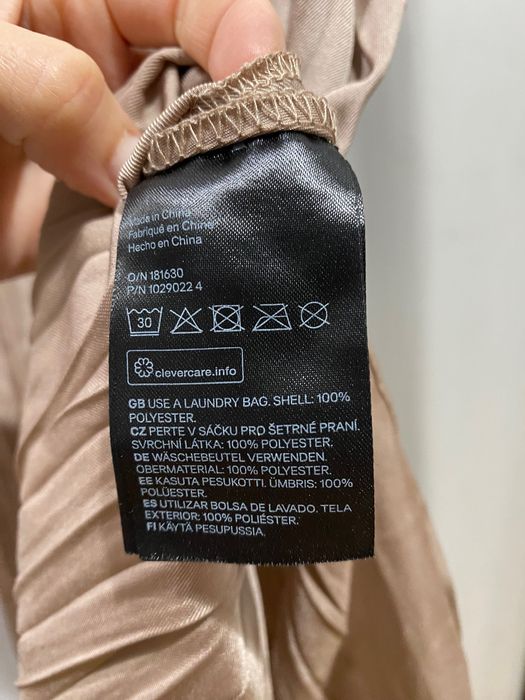 Made in China
Fabriqué en Chine
Hecho en China
O/N 181630
P/N 1029022 4
30
clevercare.info
GB USE A LAUNDRY BAG. SHELL: 100%
POLYESTER.
CZ PERTE V SÁČKU PRO ŠETRNÉ PRANÍ.
SVRCHNÍ LÁTKA: 100% POLYESTER.
DE WÄSCHEBEUTEL VERWENDEN.
OBERMATERIAL: 100% POLYESTER.
EE KASUTA PESUKOTTI. ÜMBRIS: 100%
POLÜESTER.
ES UTILIZAR BOLSA DE LAVADO. TELA
EXTERIOR: 100% POLIÉSTER.
FI KÄYTÄ PESUPUSSIA.